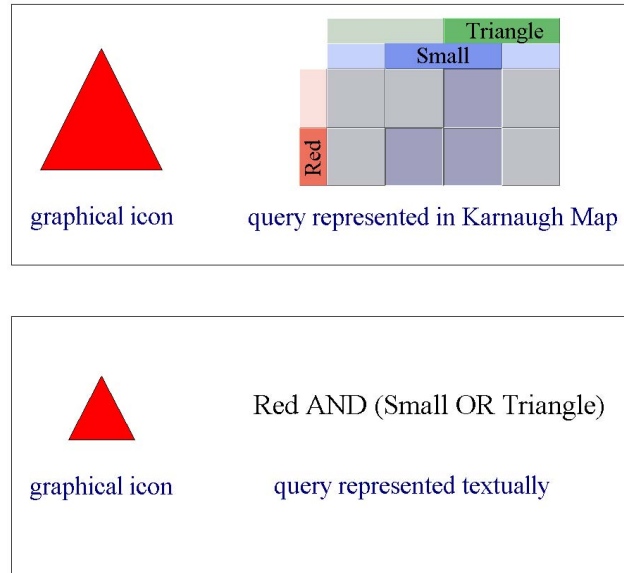 Triangle
Small
Red
graphical icon
query represented in Karnaugh Map
Red AND (Small OR Triangle)
graphical icon
query represented textually